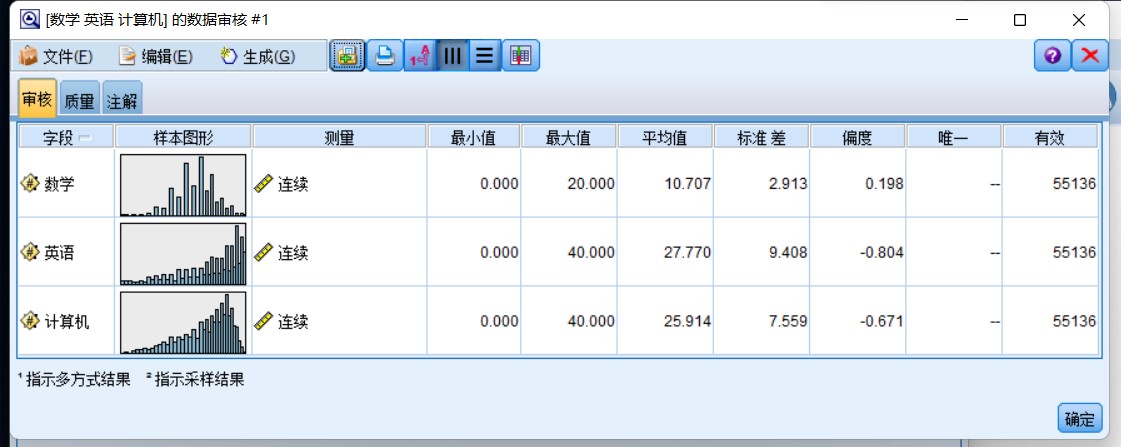 [数学 英语 计算机] 的数据审核 #1
文件(F) 编辑(E) 生成(G)
审核 质量 注解
字段 样本图形 测量 最小值 最大值 平均值 标准 差 偏度 唯一 有效
数学 连续 0.000 20.000 10.707 2.913 0.198 -- 55136
英语 连续 0.000 40.000 27.770 9.408 -0.804 -- 55136
计算机 连续 0.000 40.000 25.914 7.559 -0.671 -- 55136
¹ 指示多方式结果 ² 指示采样结果
确定